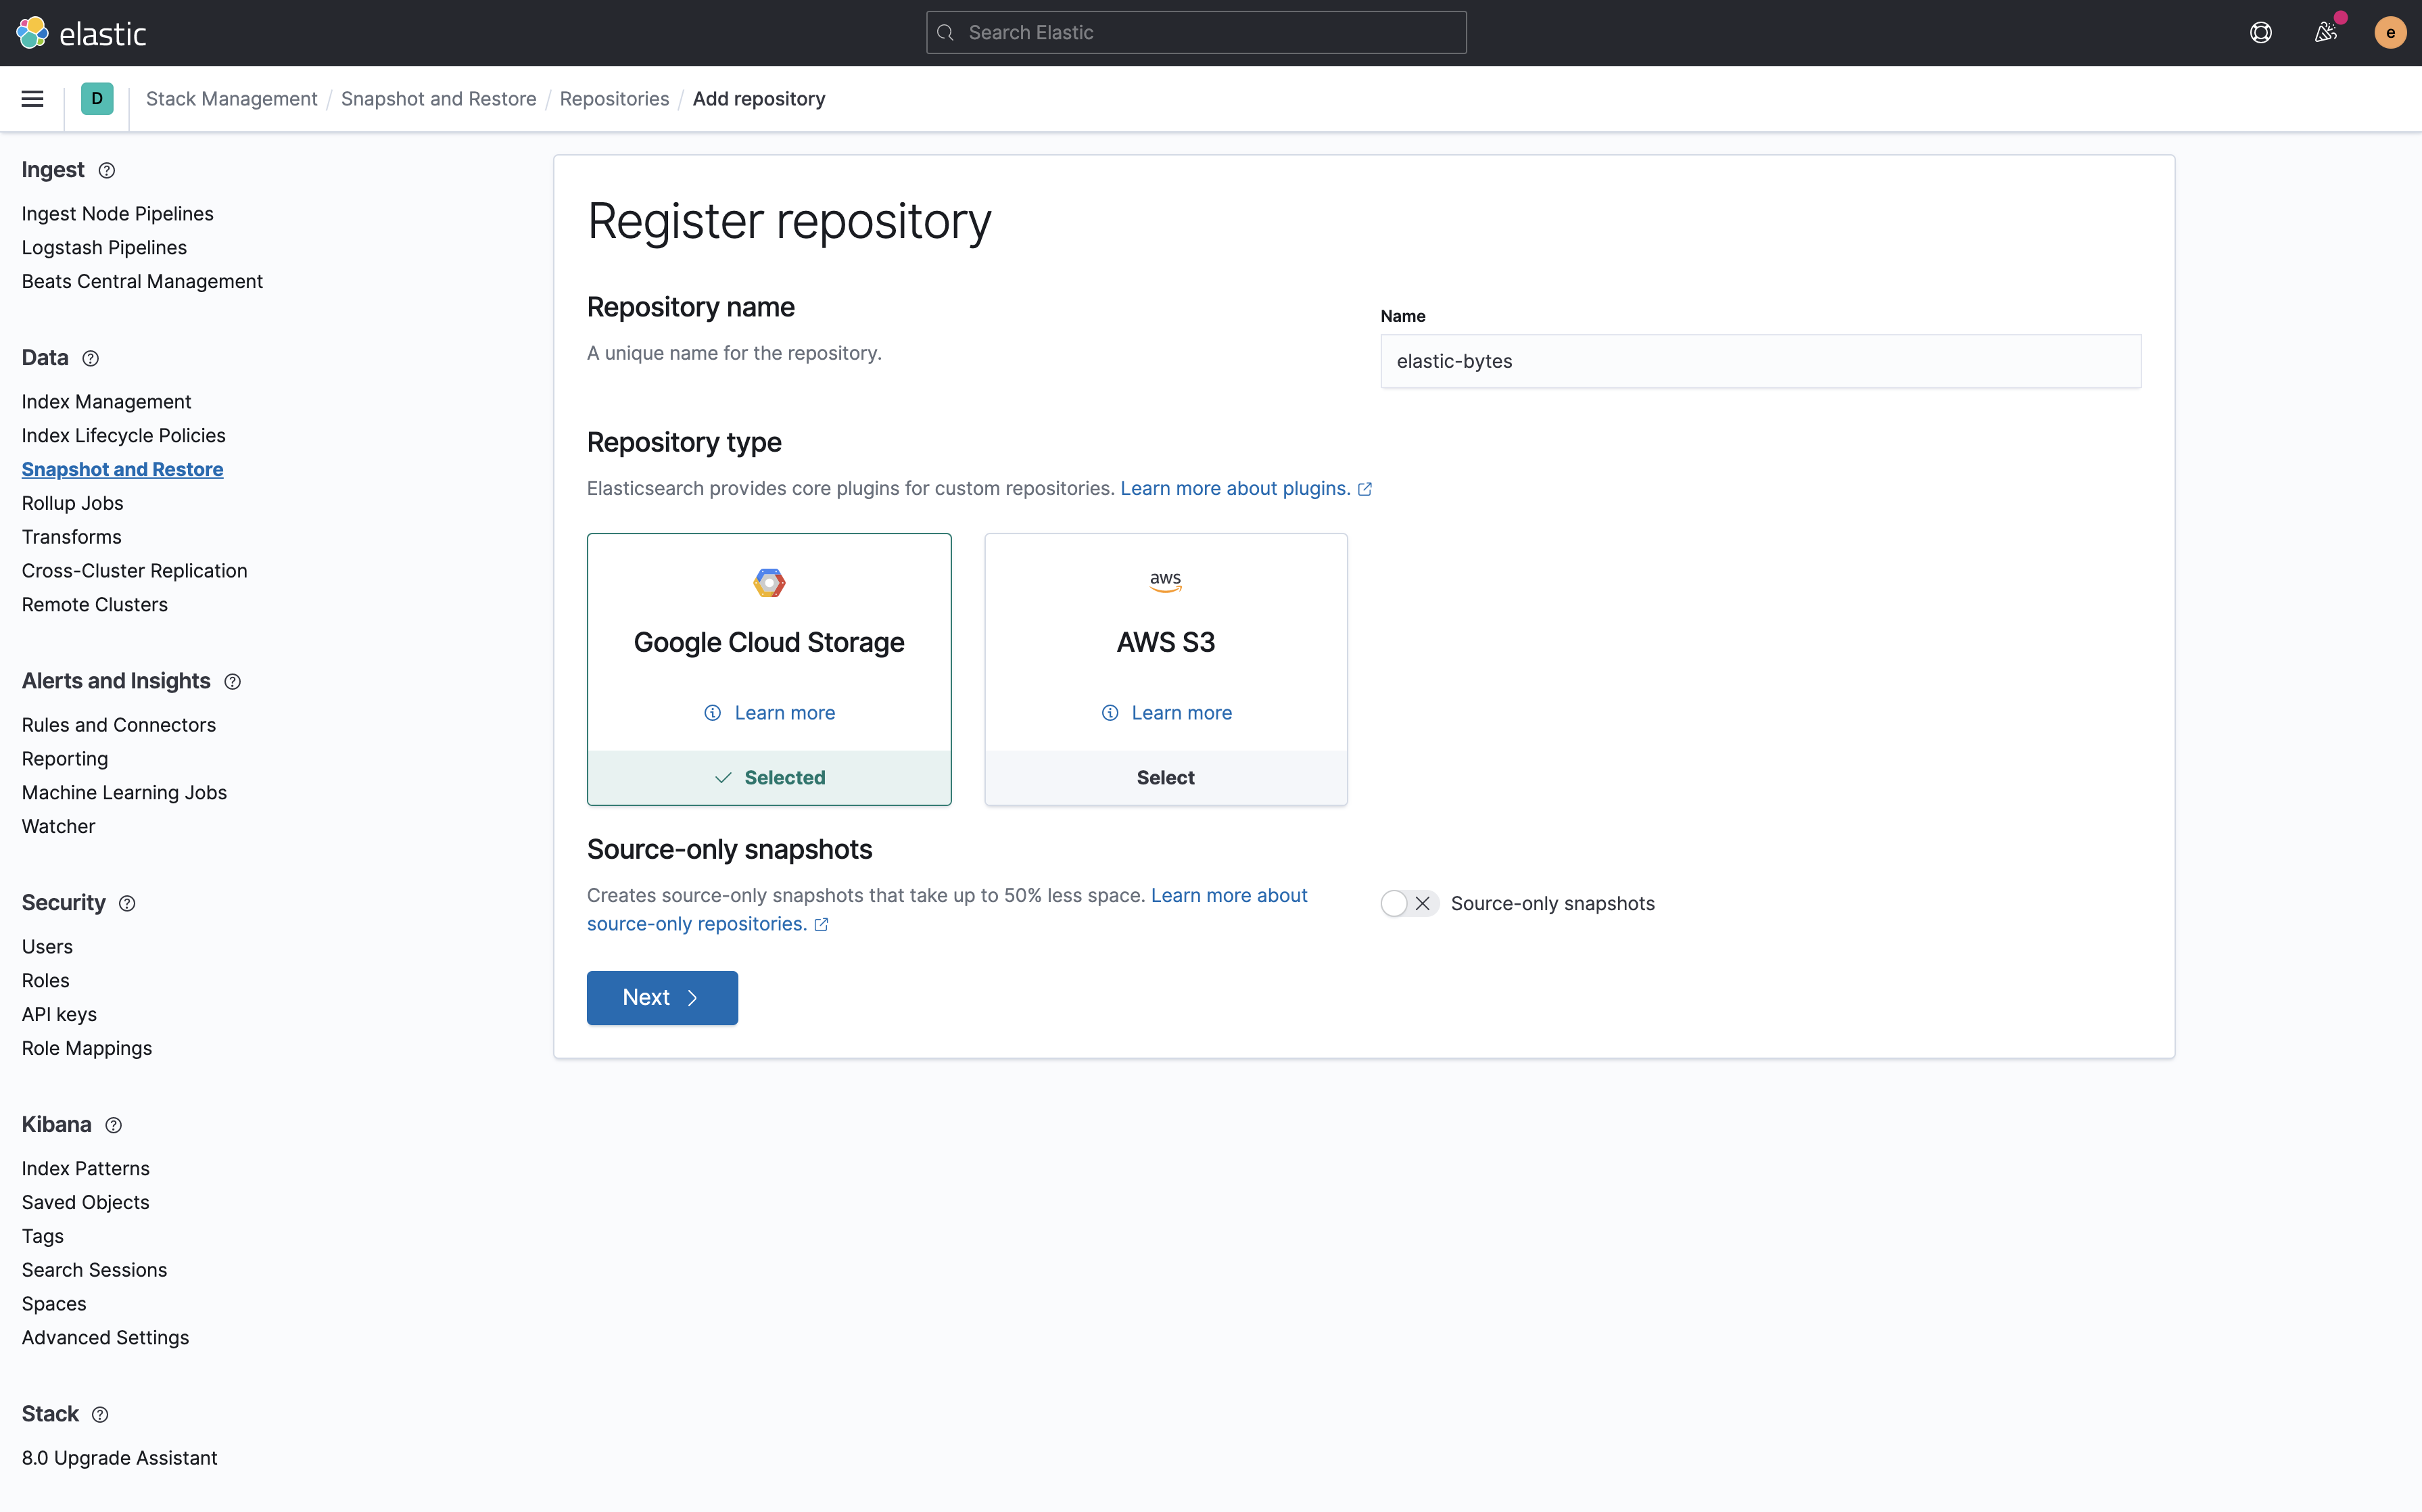 elastic
Search Elastic
e
D
Stack Management / Snapshot and Restore / Repositories / Add repository
Ingest
Ingest Node Pipelines
Logstash Pipelines
Beats Central Management
Data
Index Management
Index Lifecycle Policies
Snapshot and Restore
Rollup Jobs
Transforms
Cross-Cluster Replication
Remote Clusters
Alerts and Insights
Rules and Connectors
Reporting
Machine Learning Jobs
Watcher
Security
Users
Roles
API keys
Role Mappings
Kibana
Index Patterns
Saved Objects
Tags
Search Sessions
Spaces
Advanced Settings
Stack
8.0 Upgrade Assistant
Register repository
Repository name
A unique name for the repository.
Name
elastic-bytes
Repository type
Elasticsearch provides core plugins for custom repositories. Learn more about plugins.
Google Cloud Storage
Learn more
Selected
aws
AWS S3
Learn more
Select
Source-only snapshots
Creates source-only snapshots that take up to 50% less space. Learn more about
source-only repositories.
Source-only snapshots
Next